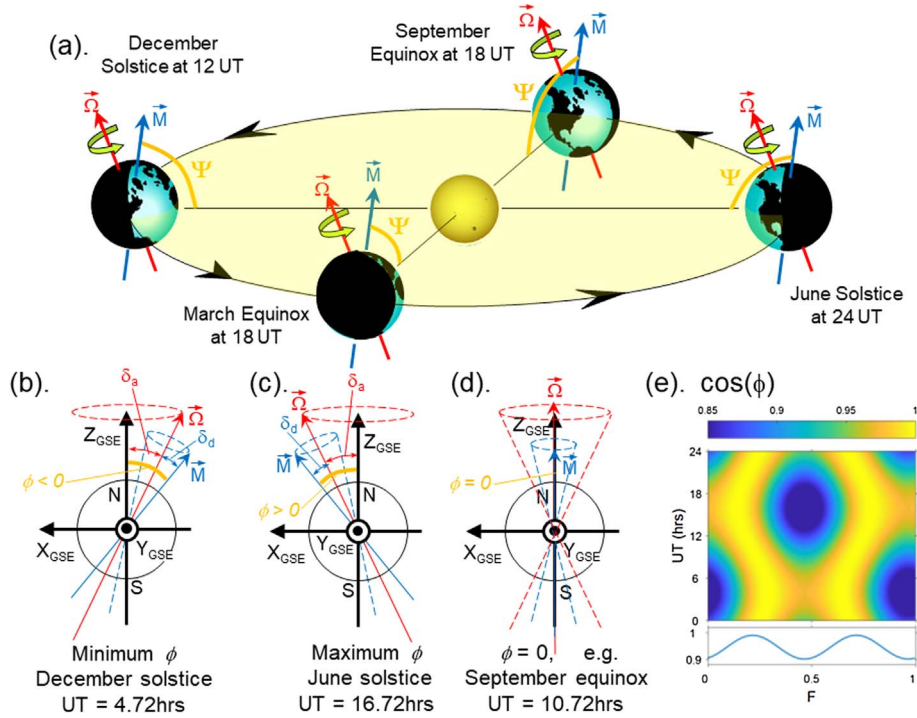 (a).
December
Solstice at 12 UT
September
Equinox at 18 UT
Ω⃗
M⃗
Ψ
Ω⃗
M⃗
Ψ
Ω⃗
M⃗
Ψ
Ω⃗
M⃗
Ψ
March Equinox
at 18 UT
June Solstice
at 24 UT
(b).
δa
Ω⃗
ZGSE
δd
M⃗
ϕ < 0
N
XGSE
YGSE
S
Minimum ϕ
December solstice
UT = 4.72hrs
(c).
δa
Ω⃗
δd
ZGSE
M⃗
ϕ > 0
N
XGSE
YGSE
S
Maximum ϕ
June solstice
UT = 16.72hrs
(d).
Ω⃗
ZGSE
M⃗
ϕ = 0
N
XGSE
YGSE
S
ϕ = 0, e.g.
September equinox
UT = 10.72hrs
(e). cos(ϕ)
0.85 0.9 0.95 1
24
18
12
6
0
UT (hrs)
1
0.9
0 0.5 1
F